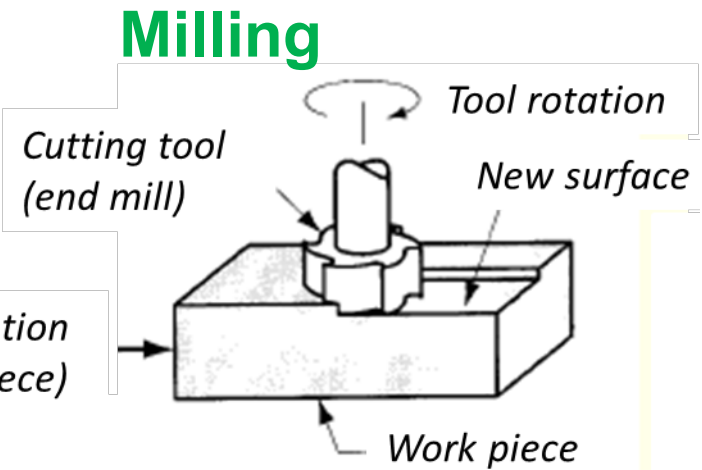 Milling
Tool rotation
Cutting tool
(end mill)
New surface
tion
ece)
Work piece